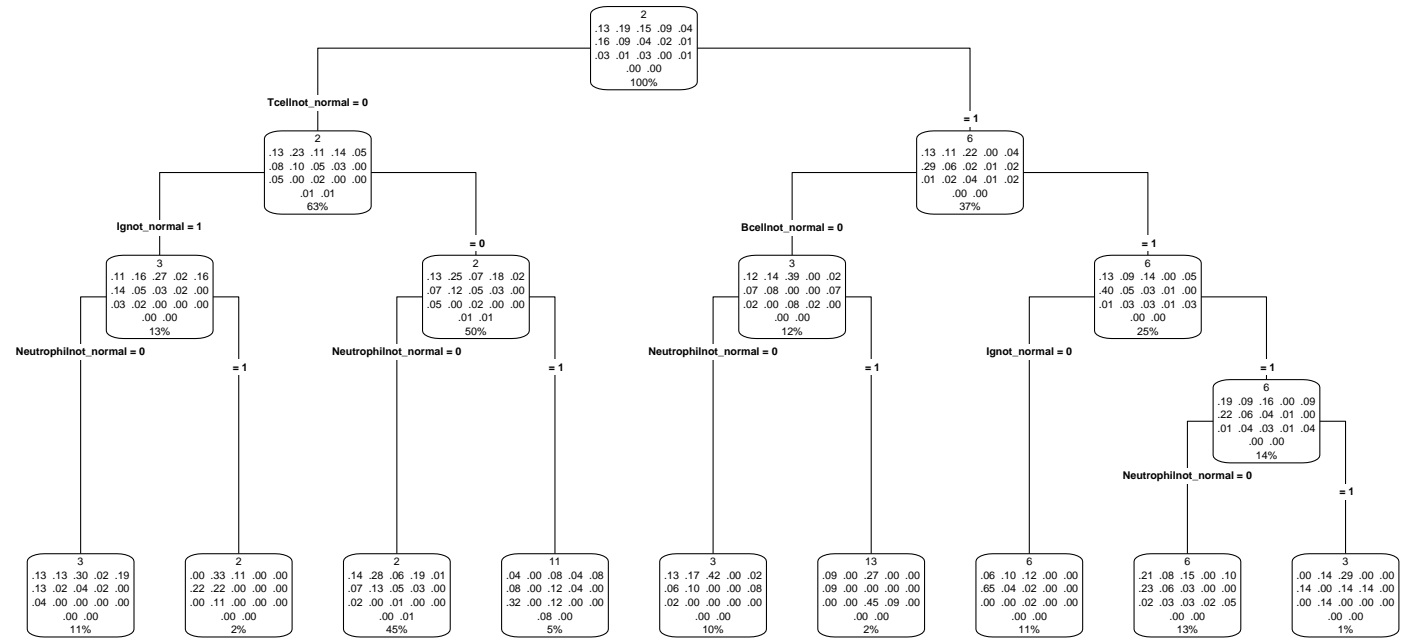 2
.13 .19 .15 .09 .04
.16 .09 .04 .02 .01
.03 .01 .03 .00 .01
.00 .00
100%
Tcellnot_normal = 0
= 1
2
.13 .23 .11 .14 .05
.08 .10 .05 .03 .00
.05 .00 .02 .00 .00
.01 .01
63%
6
.13 .11 .22 .00 .04
.29 .06 .02 .01 .02
.01 .02 .04 .01 .02
.00 .00
37%
Ignot_normal = 1
= 0
Bcellnot_normal = 0
= 1
3
.11 .16 .27 .02 .16
.14 .05 .03 .02 .00
.03 .02 .00 .00 .00
.00 .00
13%
2
.13 .25 .07 .18 .02
.07 .12 .05 .03 .00
.05 .00 .02 .00 .00
.01 .01
50%
3
.12 .14 .39 .00 .02
.07 .08 .00 .00 .07
.02 .00 .08 .02 .00
.00 .00
12%
6
.13 .09 .14 .00 .05
.40 .05 .03 .01 .00
.01 .03 .03 .01 .03
.00 .00
25%
Neutrophilnot_normal = 0
= 1
Neutrophilnot_normal = 0
= 1
Neutrophilnot_normal = 0
= 1
Ignot_normal = 0
= 1
6
.19 .09 .16 .00 .09
.22 .06 .04 .01 .00
.01 .04 .03 .01 .04
.00 .00
14%
Neutrophilnot_normal = 0
= 1
3
.13 .13 .30 .02 .19
.13 .02 .04 .02 .00
.04 .00 .00 .00 .00
.00 .00
11%
2
.00 .33 .11 .00 .00
.22 .22 .00 .00 .00
.00 .11 .00 .00 .00
.00 .00
2%
2
.14 .28 .06 .19 .01
.07 .13 .05 .03 .00
.02 .00 .01 .00 .00
.00 .01
45%
11
.04 .00 .08 .04 .08
.08 .00 .12 .04 .00
.32 .00 .12 .00 .00
.08 .00
5%
3
.13 .17 .42 .00 .02
.06 .10 .00 .00 .08
.02 .00 .00 .00 .00
.00 .00
10%
13
.09 .00 .27 .00 .00
.09 .00 .00 .00 .00
.00 .00 .45 .09 .00
.00 .00
2%
6
.06 .10 .12 .00 .00
.65 .04 .02 .00 .00
.00 .00 .02 .00 .00
.00 .00
11%
6
.21 .08 .15 .00 .10
.23 .06 .03 .00 .00
.02 .03 .03 .02 .05
.00 .00
13%
3
.00 .14 .29 .00 .00
.14 .00 .14 .14 .00
.00 .14 .00 .00 .00
.00 .00
1%